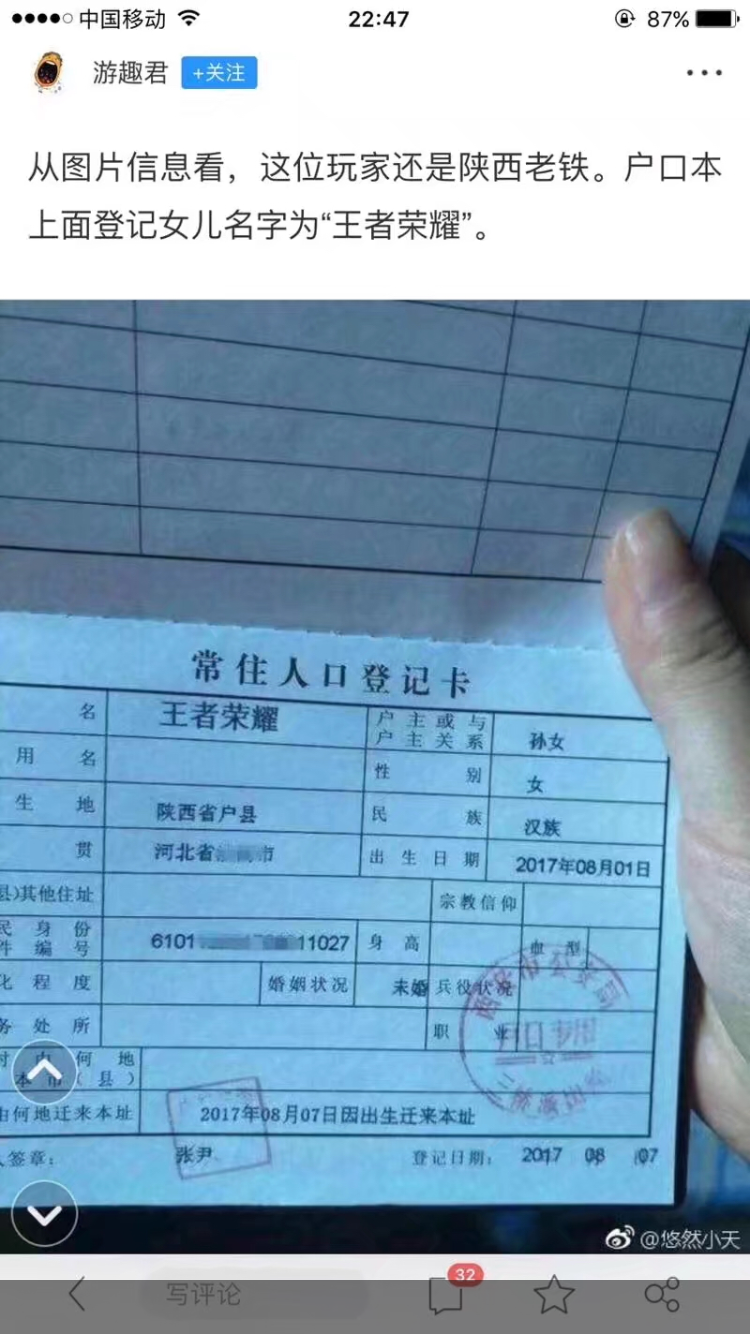 中国移动 22:47 87%
游趣君 +关注
从图片信息看，这位玩家还是陕西老铁。户口本
上面登记女儿名字为“王者荣耀”。
常住人口登记卡
名 王者荣耀 户主或与户主关系 孙女
用名 性别 女
生地 陕西省户县 民族 汉族
贯 河北省 市 出生日期 2017年08月01日
县)其他住址 宗教信仰
民身份件编号 6101 11027 身高 血型
化程度 婚姻状况 未婚 兵役状况
务处所 职业
何地
本市（县）
由何地迁来本址 2017年08月07日因出生迁来本址
人签章： 张尹 登记日期： 2017 08 07
西安市公安局
户口专用
@悠然小天
写评论 32